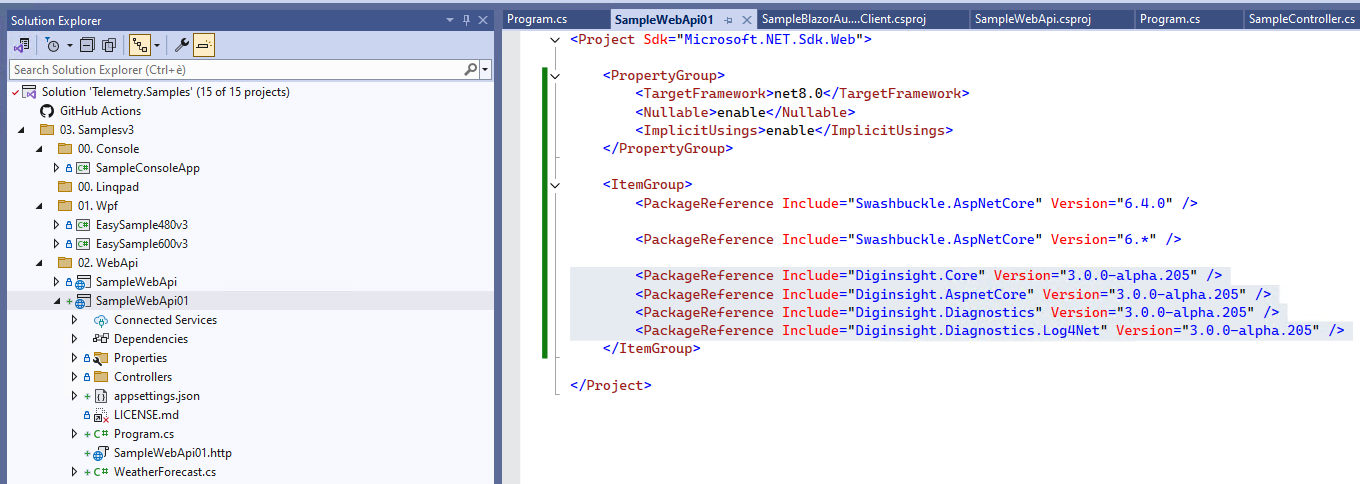 Solution Explorer
Search Solution Explorer (Ctrl+è)
Solution 'Telemetry.Samples' (15 of 15 projects)
GitHub Actions
03. Samplesv3
00. Console
SampleConsoleApp
00. Linqpad
01. Wpf
EasySample480v3
EasySample600v3
02. WebApi
SampleWebApi
SampleWebApi01
Connected Services
Dependencies
Properties
Controllers
appsettings.json
LICENSE.md
Program.cs
SampleWebApi01.http
WeatherForecast.cs
Program.cs SampleWebApi01 SampleBlazorAu....Client.csproj SampleWebApi.csproj Program.cs SampleController.cs
<Project Sdk="Microsoft.NET.Sdk.Web">
<PropertyGroup>
<TargetFramework>net8.0</TargetFramework>
<Nullable>enable</Nullable>
<ImplicitUsings>enable</ImplicitUsings>
</PropertyGroup>
<ItemGroup>
<PackageReference Include="Swashbuckle.AspNetCore" Version="6.4.0" />
<PackageReference Include="Swashbuckle.AspNetCore" Version="6.*" />
<PackageReference Include="Diginsight.Core" Version="3.0.0-alpha.205" />
<PackageReference Include="Diginsight.AspnetCore" Version="3.0.0-alpha.205" />
<PackageReference Include="Diginsight.Diagnostics" Version="3.0.0-alpha.205" />
<PackageReference Include="Diginsight.Diagnostics.Log4Net" Version="3.0.0-alpha.205" />
</ItemGroup>
</Project>